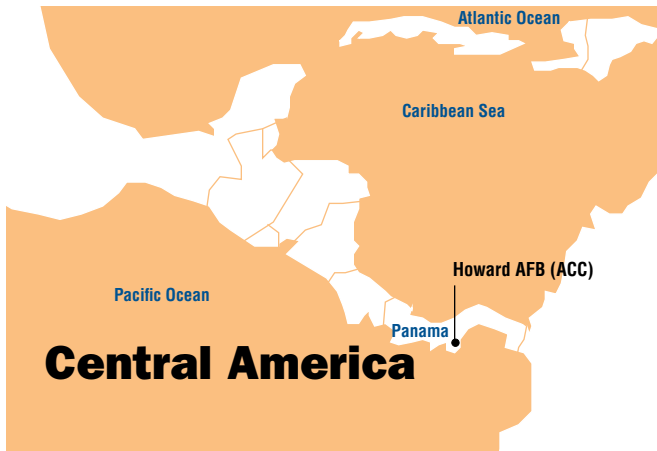 Atlantic Ocean
Caribbean Sea
Howard AFB (ACC)
Pacific Ocean
Panama
Central America